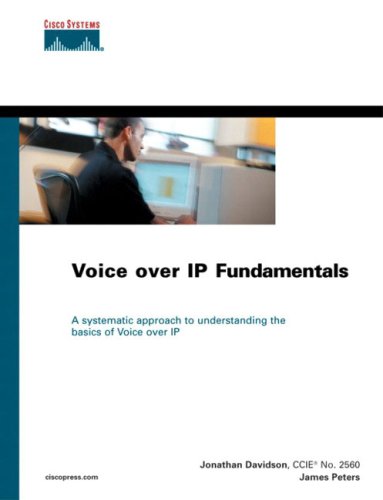 CISCO SYSTEMS
Voice over IP Fundamentals
A systematic approach to understanding the
basics of Voice over IP
Jonathan Davidson, CCIE® No. 2560
ciscopress.com
James Peters